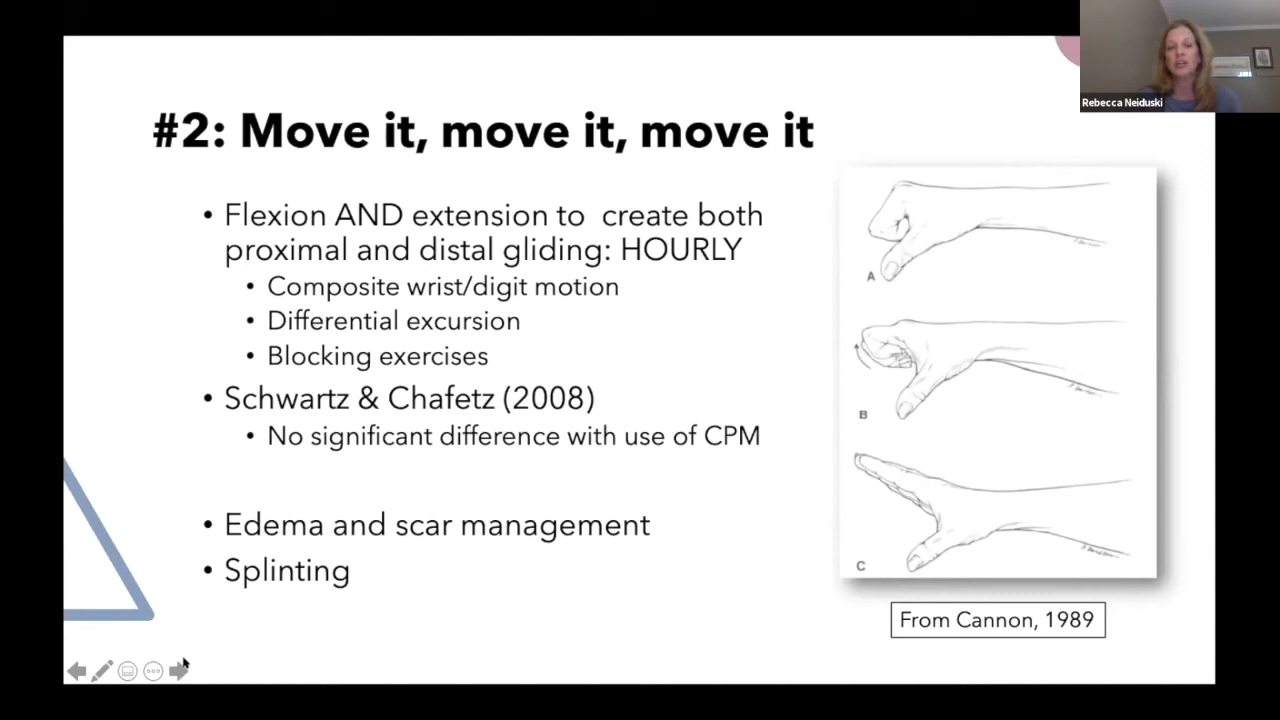 Rebecca Neiduski
#2: Move it, move it, move it
• Flexion AND extension to create both
proximal and distal gliding: HOURLY
• Composite wrist/digit motion
• Differential excursion
• Blocking exercises
• Schwartz & Chafetz (2008)
• No significant difference with use of CPM
• Edema and scar management
• Splinting
A
B
C
From Cannon, 1989